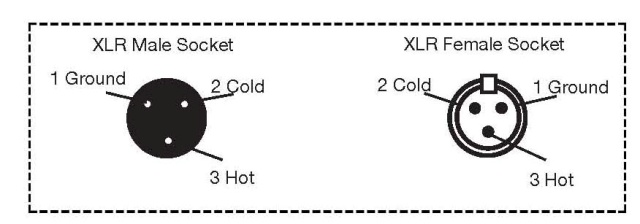 XLR Male Socket
XLR Female Socket
1 Ground
2 Cold
3 Hot
2 Cold
1 Ground
3 Hot